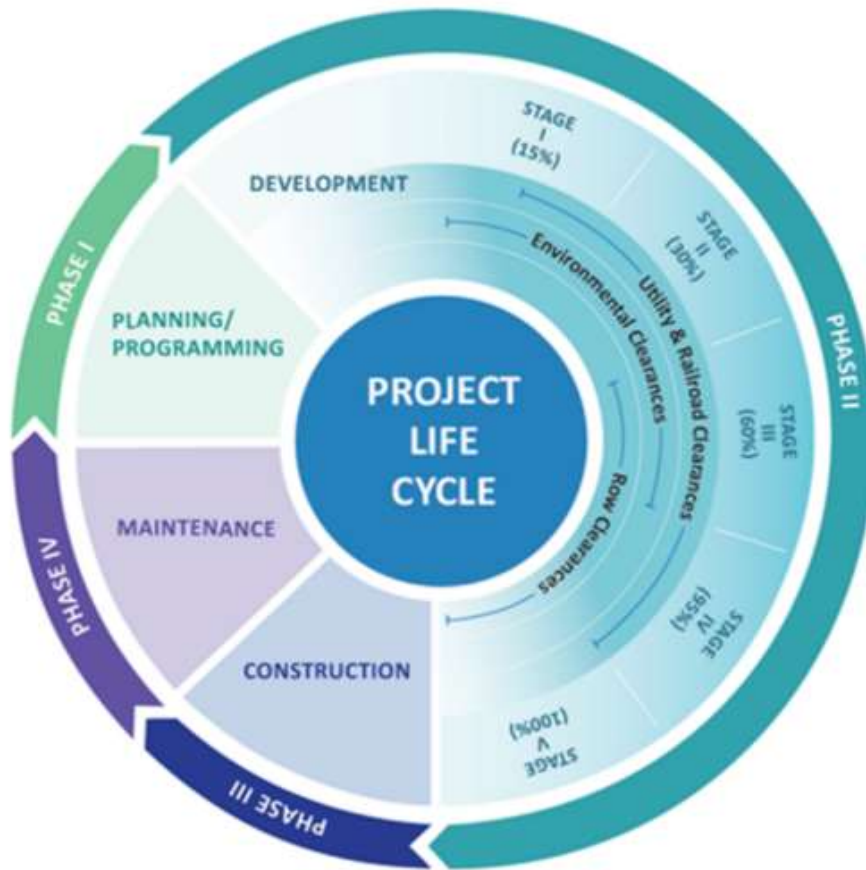 PROJECT
LIFE
CYCLE
PHASE I
PLANNING/
PROGRAMMING
PHASE II
DEVELOPMENT
STAGE
I
(15%)
STAGE
II
(30%)
STAGE
III
(60%)
STAGE
IV
(95%)
STAGE
V
(100%)
Environmental Clearances
Utility & Railroad Clearances
Row Clearances
PHASE III
CONSTRUCTION
PHASE IV
MAINTENANCE